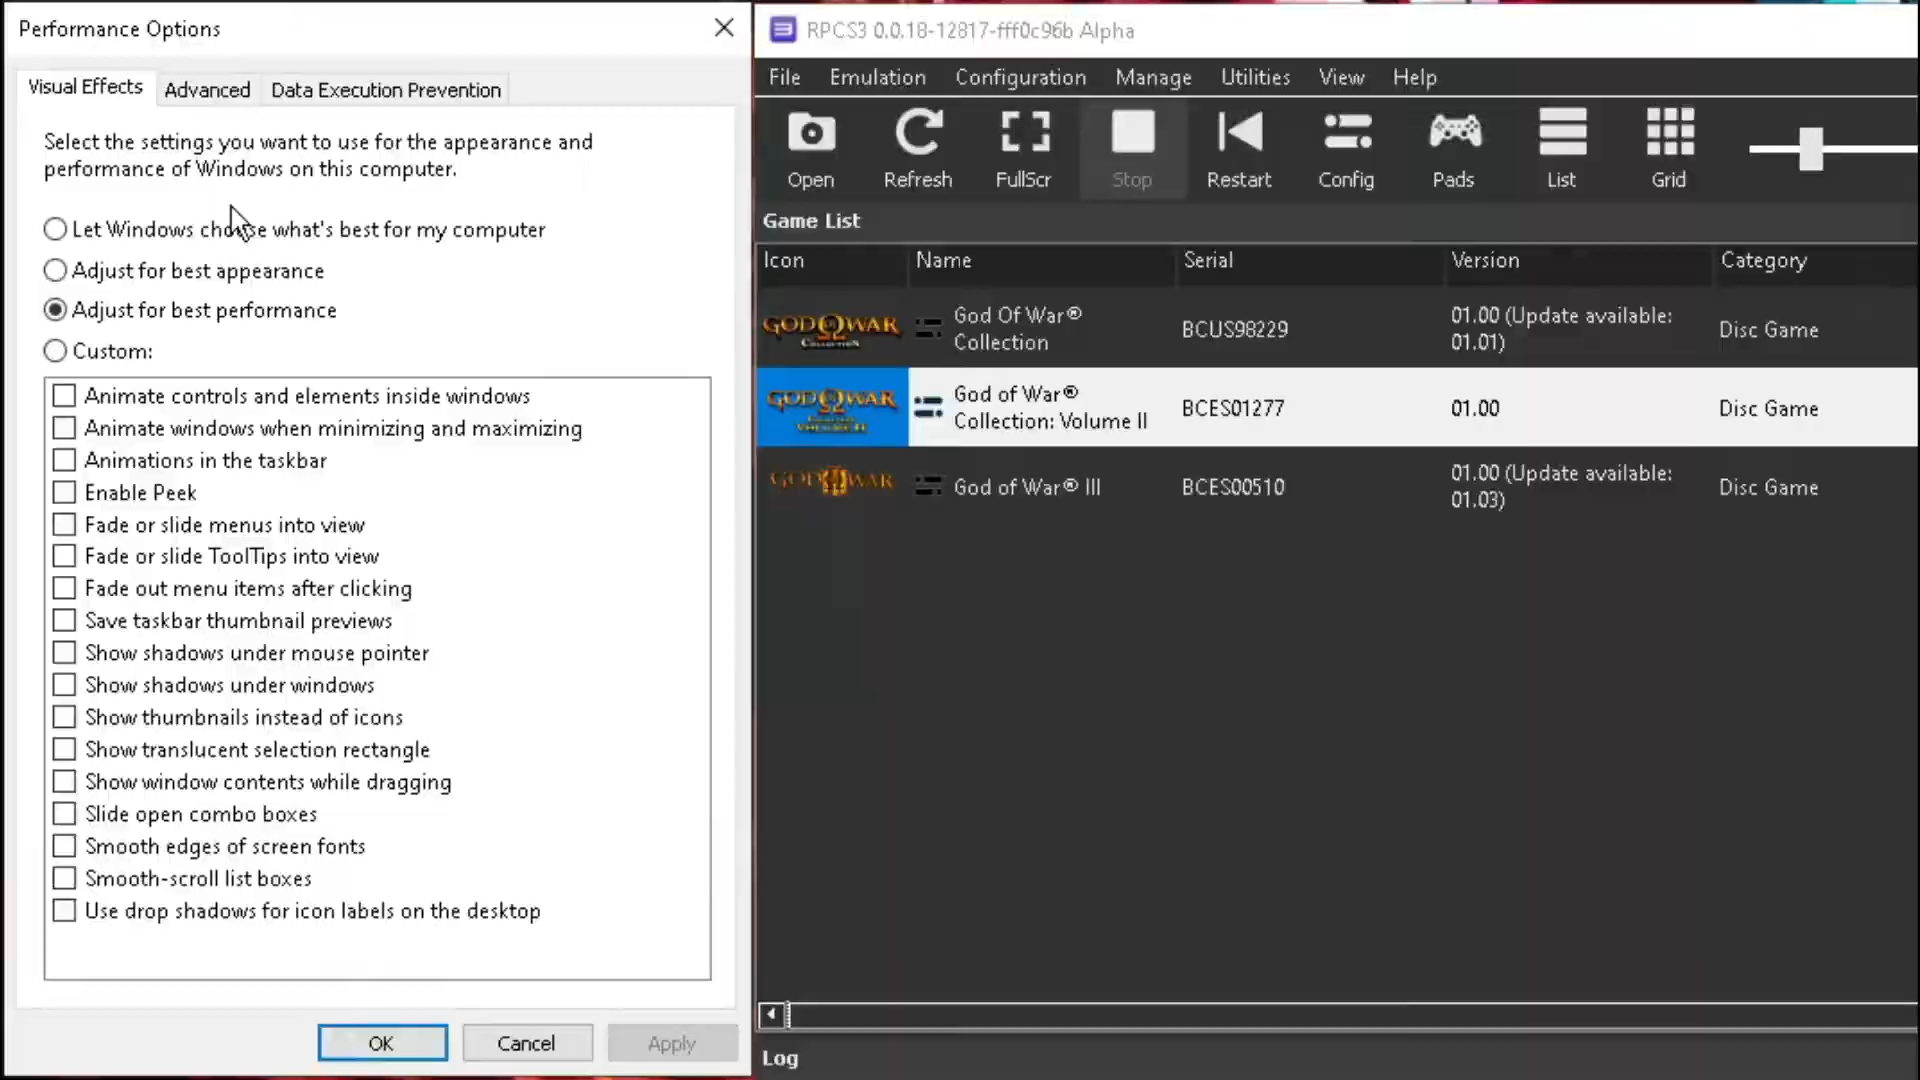 Performance Options
Visual Effects
Advanced
Data Execution Prevention
Select the settings you want to use for the appearance and
performance of Windows on this computer.
Let Windows choose what's best for my computer
Adjust for best appearance
Adjust for best performance
Custom:
Animate controls and elements inside windows
Animate windows when minimizing and maximizing
Animations in the taskbar
Enable Peek
Fade or slide menus into view
Fade or slide ToolTips into view
Fade out menu items after clicking
Save taskbar thumbnail previews
Show shadows under mouse pointer
Show shadows under windows
Show thumbnails instead of icons
Show translucent selection rectangle
Show window contents while dragging
Slide open combo boxes
Smooth edges of screen fonts
Smooth-scroll list boxes
Use drop shadows for icon labels on the desktop
OK
Cancel
Apply
RPCS3 0.0.18-12817-fff0c96b Alpha
File Emulation Configuration Manage Utilities View Help
Open Refresh FullScr Stop Restart Config Pads List Grid
Game List
Icon Name Serial Version Category
GOD OF WAR
COLLECTION
God Of War®
Collection
BCUS98229
01.00 (Update available:
01.01)
Disc Game
GOD OF WAR
VOLUME II
God of War®
Collection: Volume II
BCES01277
01.00
Disc Game
GOD OF WAR
God of War® III
BCES00510
01.00 (Update available:
01.03)
Disc Game
Log